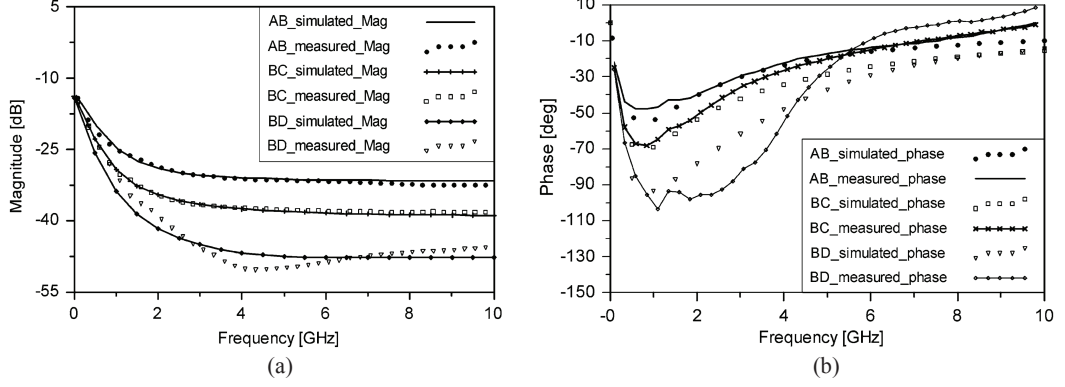 5
-10
-25
-40
-55
Magnitude [dB]
AB_simulated_Mag
AB_measured_Mag
BC_simulated_Mag
BC_measured_Mag
BD_simulated_Mag
BD_measured_Mag
0 2 4 6 8 10
Frequency [GHz]
(a)
10
-10
-30
-50
-70
-90
-110
-130
-150
Phase [deg]
AB_simulated_phase
AB_measured_phase
BC_simulated_phase
BC_measured_phase
BD_simulated_phase
BD_measured_phase
-0 2 4 6 8 10
Frequency [GHz]
(b)